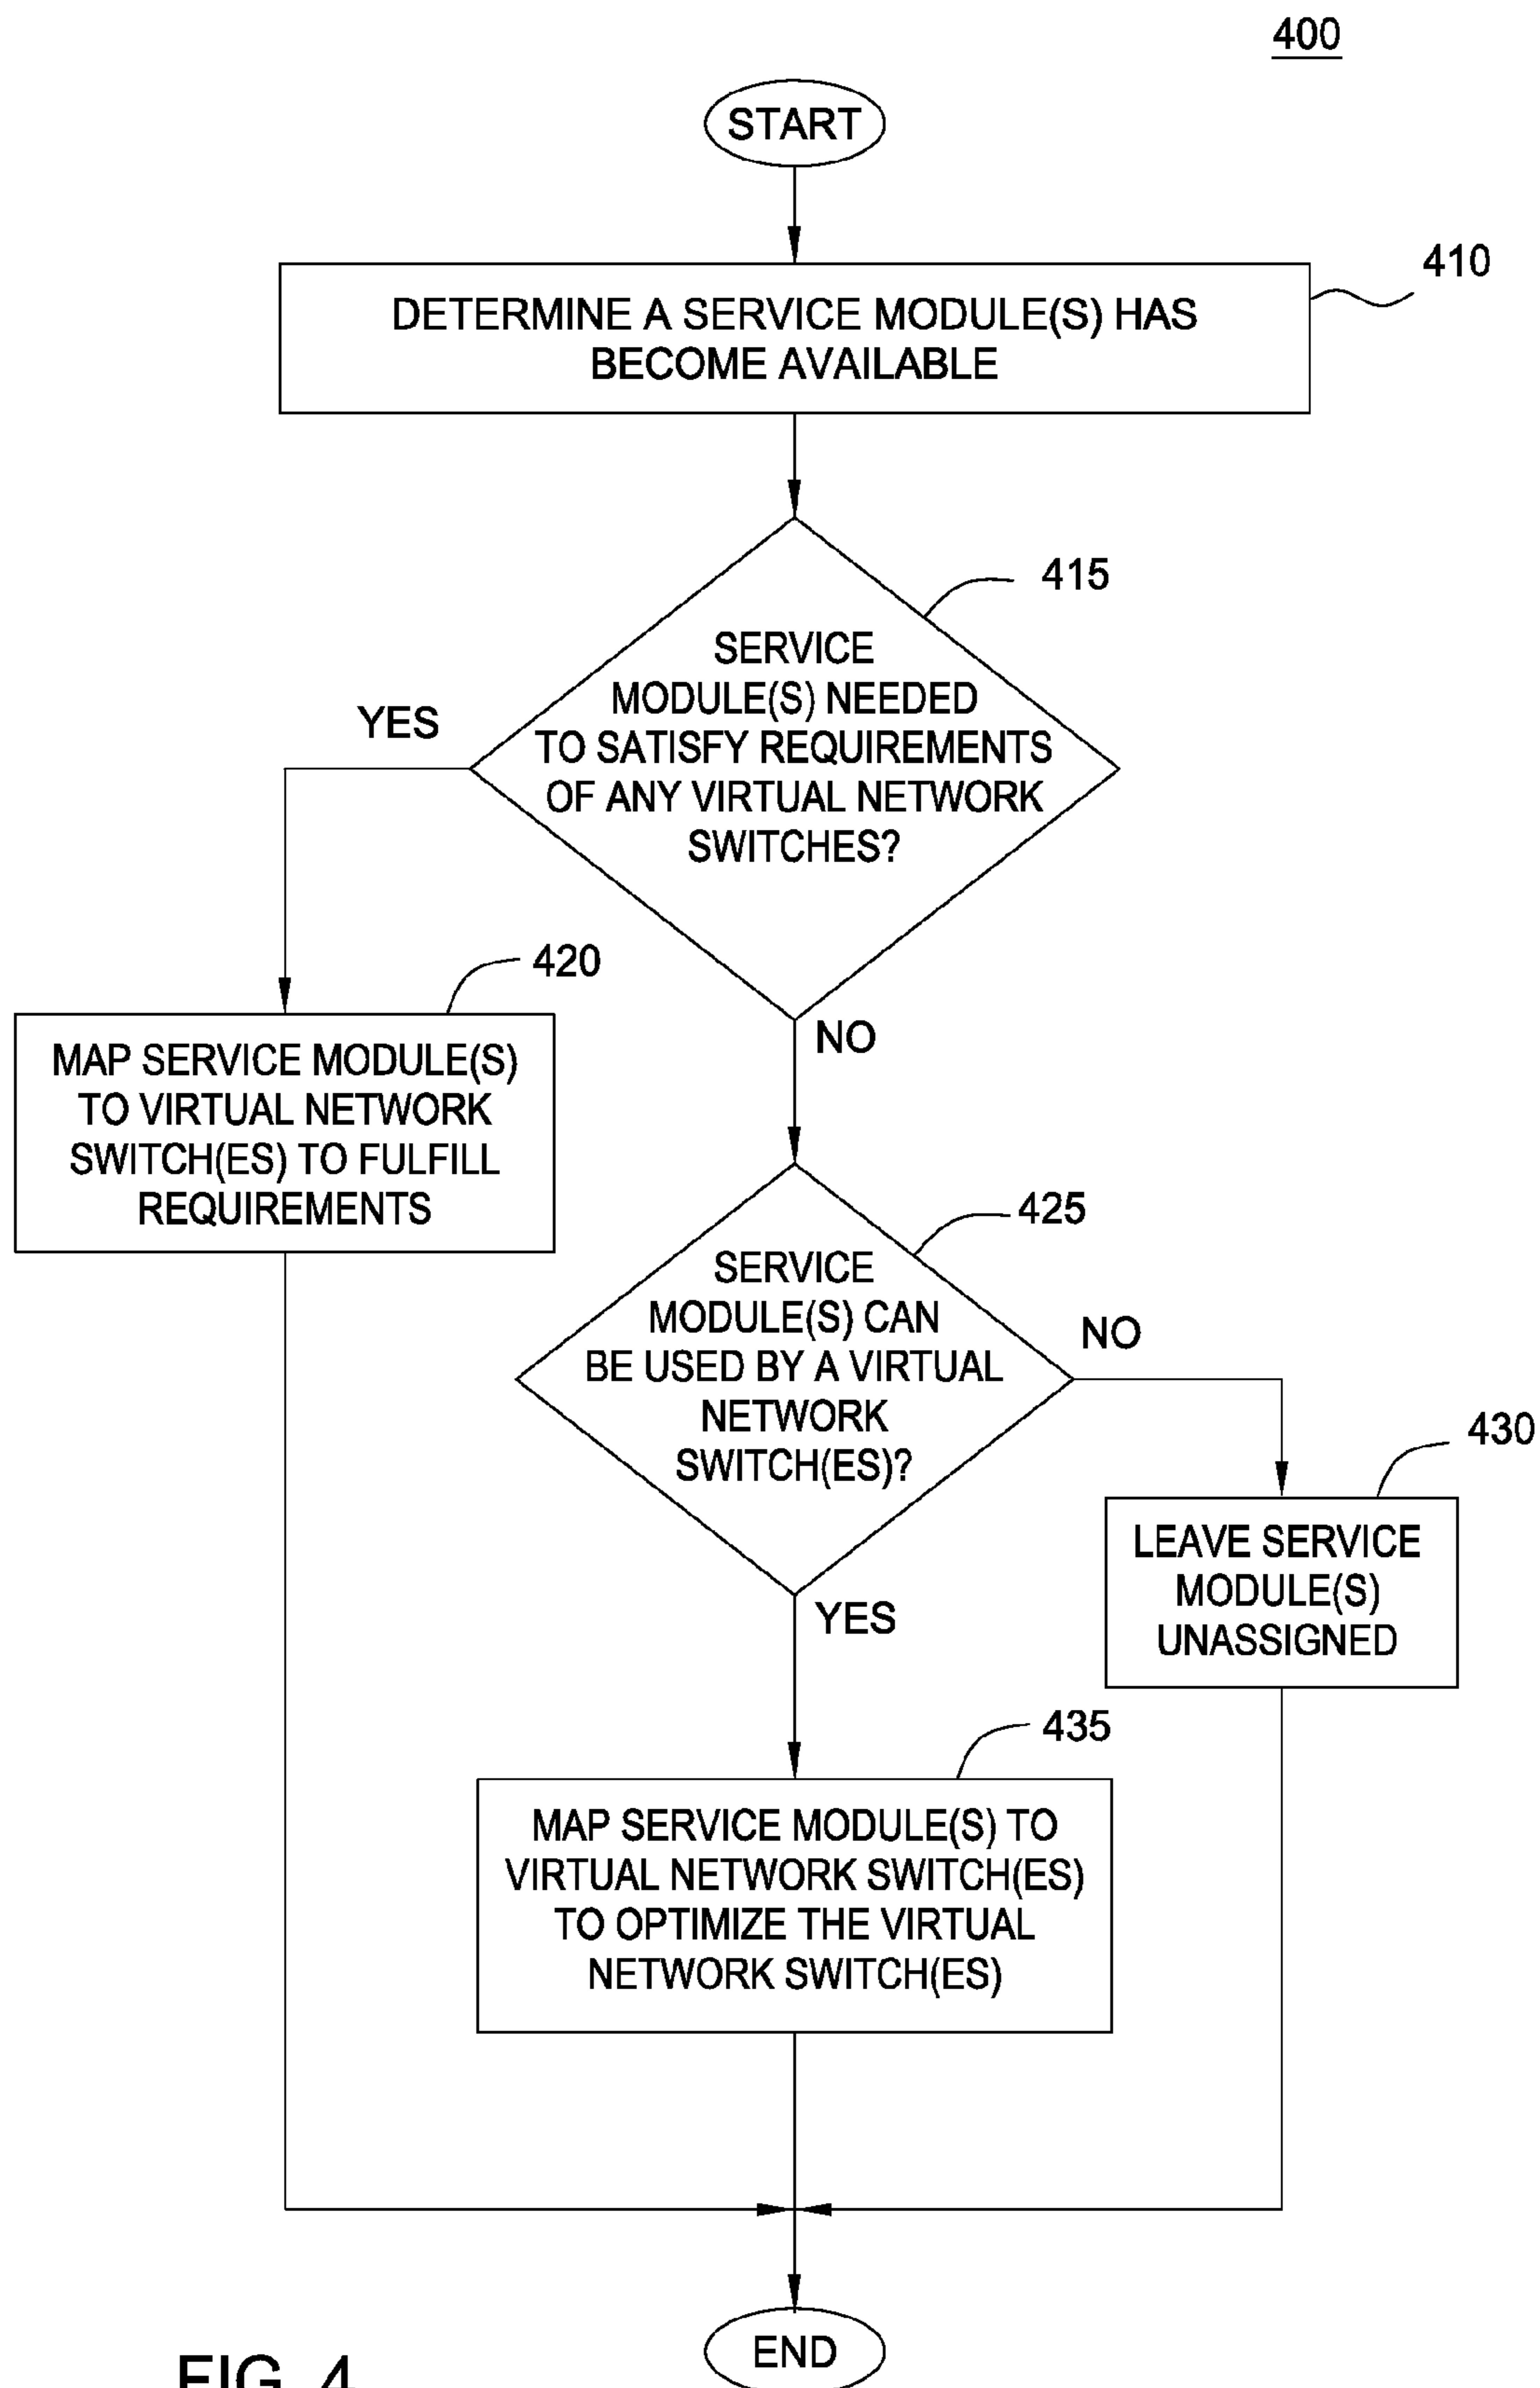 400
START
410
DETERMINE A SERVICE MODULE(S) HAS
BECOME AVAILABLE
415
SERVICE
MODULE(S) NEEDED
TO SATISFY REQUIREMENTS
OF ANY VIRTUAL NETWORK
SWITCHES?
YES
NO
420
MAP SERVICE MODULE(S)
TO VIRTUAL NETWORK
SWITCH(ES) TO FULFILL
REQUIREMENTS
425
SERVICE
MODULE(S) CAN
BE USED BY A VIRTUAL
NETWORK
SWITCH(ES)?
NO
YES
430
LEAVE SERVICE
MODULE(S)
UNASSIGNED
435
MAP SERVICE MODULE(S) TO
VIRTUAL NETWORK SWITCH(ES)
TO OPTIMIZE THE VIRTUAL
NETWORK SWITCH(ES)
END
FIG. 4